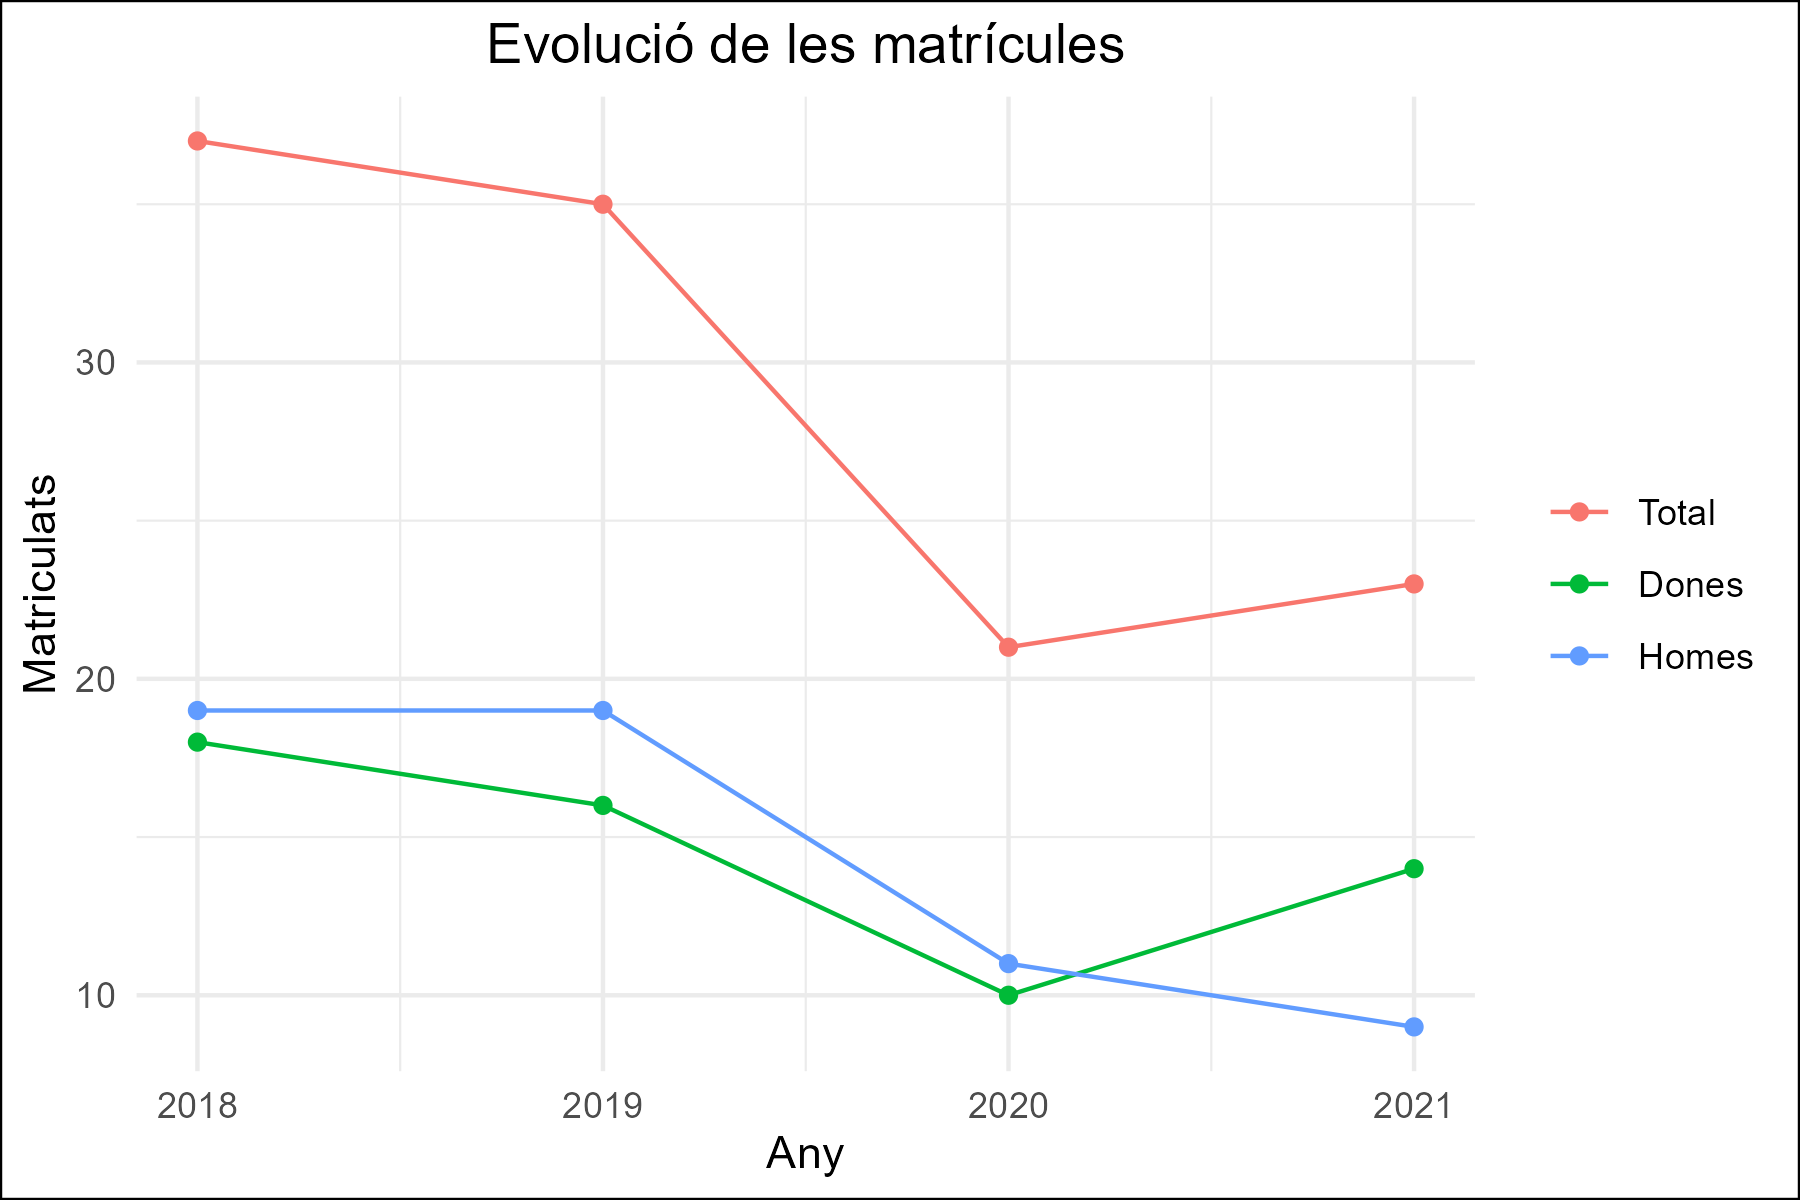 Evolució de les matrícules
Matriculats
30
20
10
2018
2019
2020
2021
Any
Total
Dones
Homes